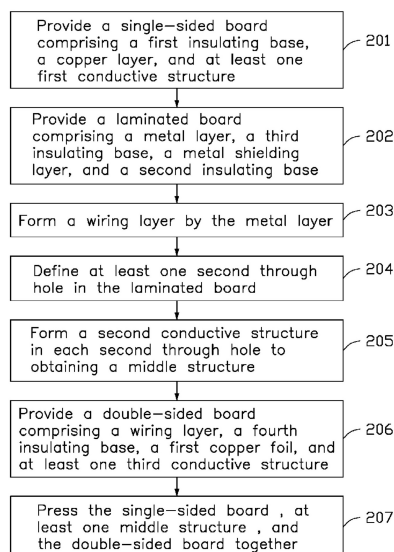 Provide a single-sided board
comprising a first insulating base,
a copper layer, and at least one
first conductive structure
201
Provide a laminated board
comprising a metal layer, a third
insulating base, a metal shielding
layer, and a second insulating base
202
Form a wiring layer by the metal layer
203
Define at least one second through
hole in the laminated board
204
Form a second conductive structure
in each second through hole to
obtaining a middle structure
205
Provide a double-sided board
comprising a wiring layer, a fourth
insulating base, a first copper foil, and
at least one third conductive structure
206
Press the single-sided board , at
least one middle structure , and
the double-sided board together
207